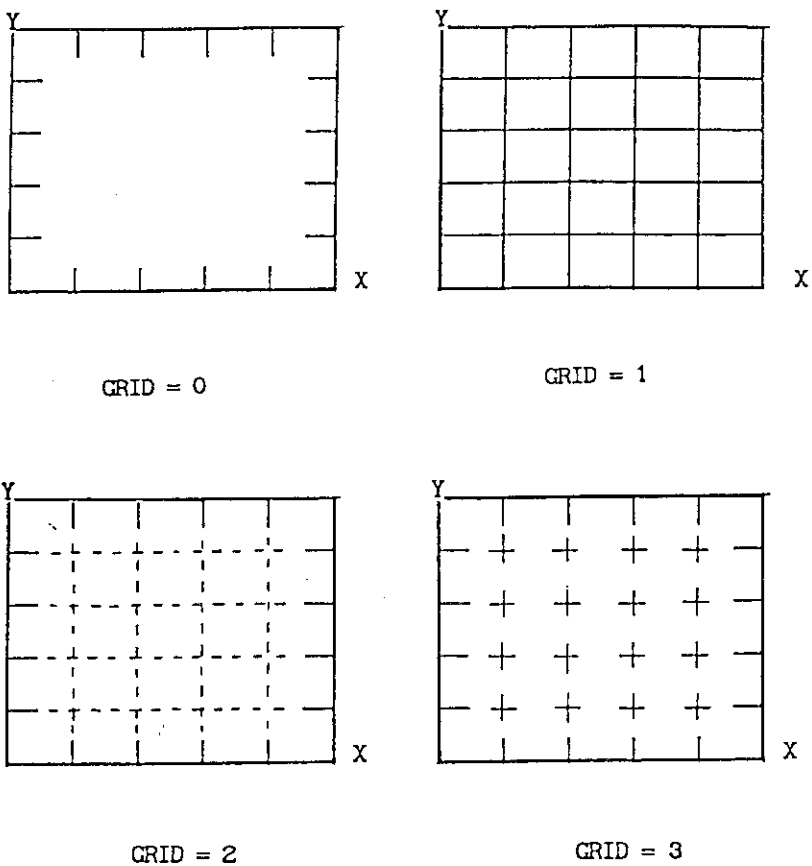 Y Y
X X
GRID = 0 GRID = 1
Y Y
X X
GRID = 2 GRID = 3